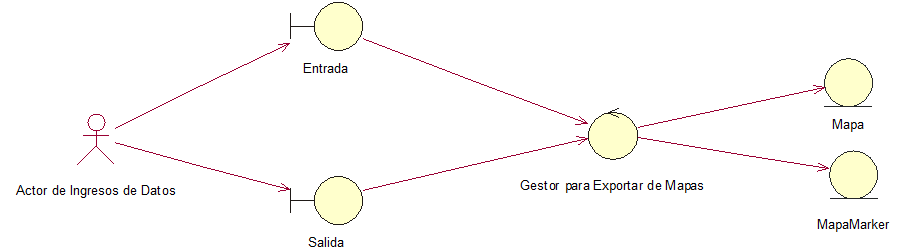 Entrada
Mapa
Actor de Ingresos de Datos
Gestor para Exportar de Mapas
MapaMarker
Salida